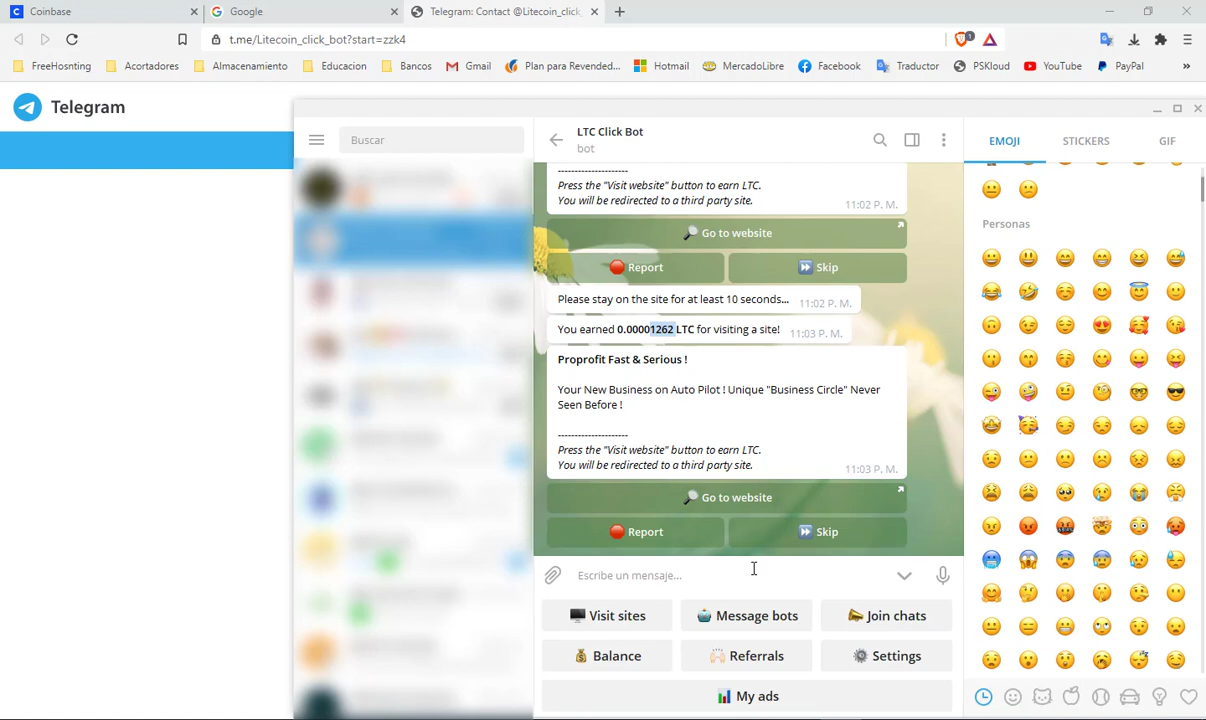 Coinbase
Google
Telegram: Contact @Litecoin_click_
t.me/Litecoin_click_bot?start=zzk4
1
FreeHosnting
Acortadores
Almacenamiento
Educacion
Bancos
Gmail
Plan para Revended...
Hotmail
MercadoLibre
Facebook
Traductor
PSKloud
YouTube
PayPal
»
Telegram
Buscar
LTC Click Bot
bot
EMOJI
STICKERS
GIF
---------------------
Press the "Visit website" button to earn LTC.
You will be redirected to a third party site.
11:02 P. M.
Go to website
Report
Skip
Please stay on the site for at least 10 seconds...
11:02 P. M.
You earned 0.00001262 LTC for visiting a site!
11:03 P. M.
Proprofit Fast & Serious !
Your New Business on Auto Pilot ! Unique "Business Circle" Never
Seen Before !
---------------------
Press the "Visit website" button to earn LTC.
You will be redirected to a third party site.
11:03 P. M.
Go to website
Report
Skip
Escribe un mensaje...
Visit sites
Message bots
Join chats
Balance
Referrals
Settings
My ads
Personas